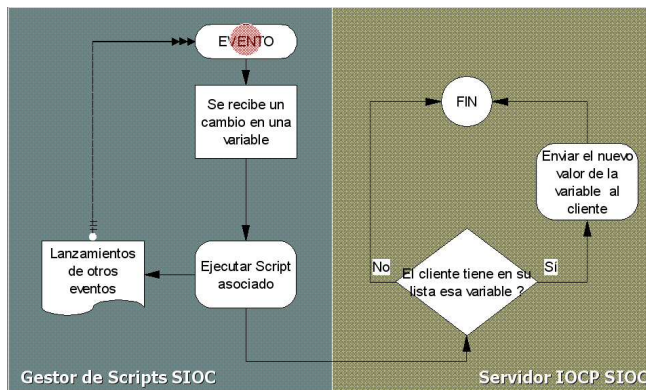 EVENTO
Se recibe un
cambio en una
variable
Ejecutar Script
asociado
Lanzamientos
de otros
eventos
Gestor de Scripts SIOC
FIN
Enviar el nuevo
valor de la
variable al
cliente
No
El cliente tiene en su
lista esa variable ?
Sí
Servidor IOCP SIOC